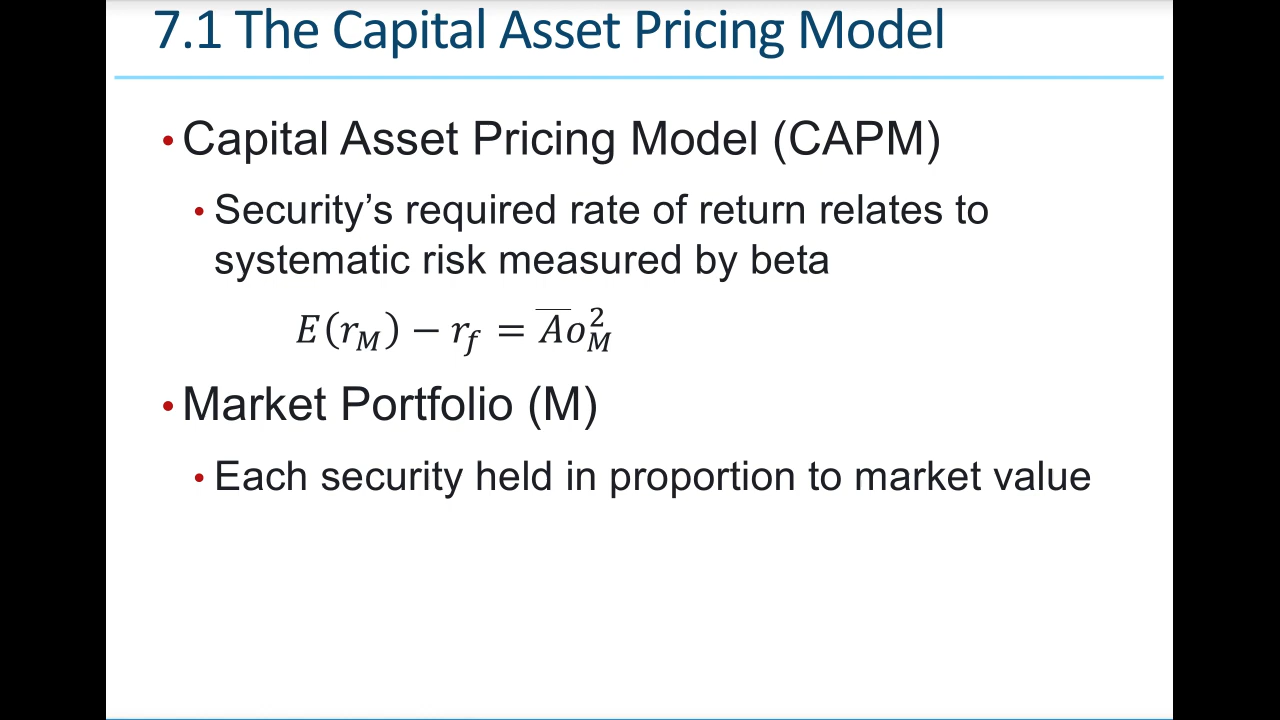 7.1 The Capital Asset Pricing Model
• Capital Asset Pricing Model (CAPM)
• Security’s required rate of return relates to
systematic risk measured by beta
E(r_M) − r_f = A̅o²_M
• Market Portfolio (M)
• Each security held in proportion to market value